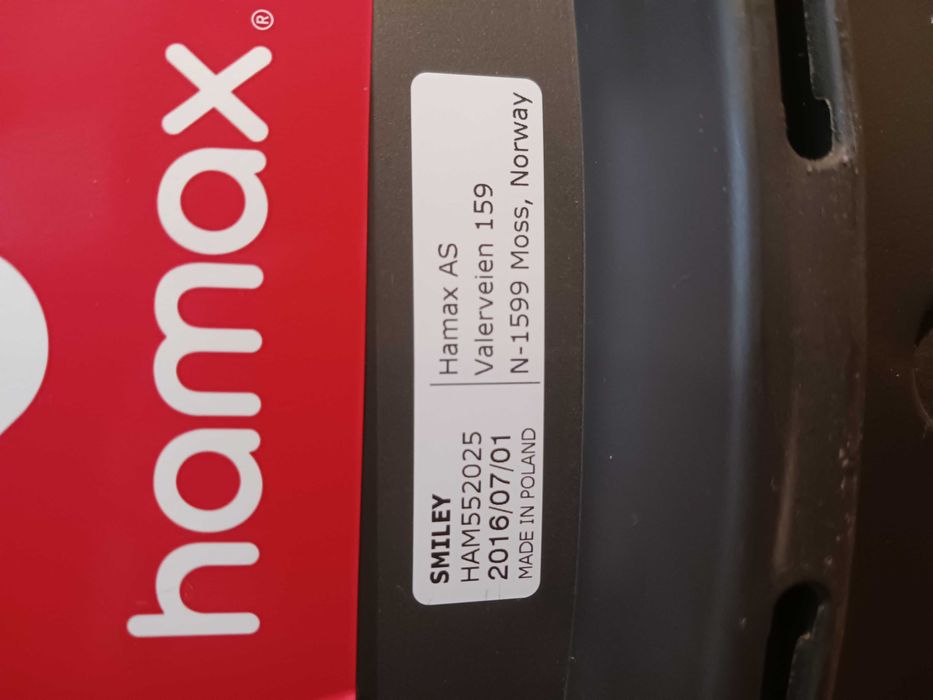 hamax®
SMILEY
HAM552025
2016/07/01
MADE IN POLAND
Hamax AS
Valerveien 159
N-1599 Moss, Norway